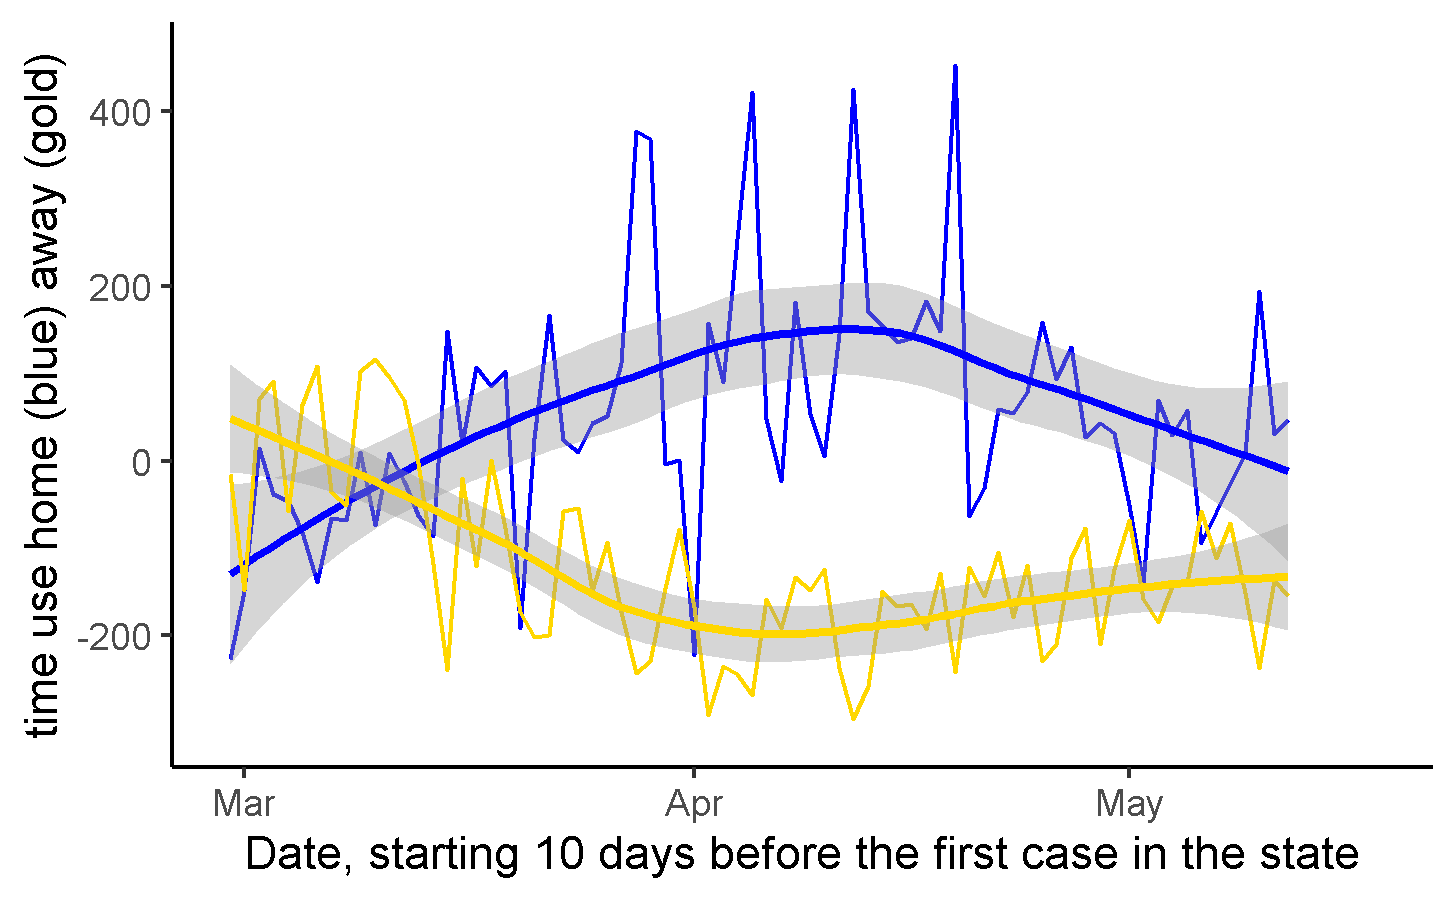 time use home (blue) away (gold)
400
200
0
-200
Mar Apr May
Date, starting 10 days before the first case in the state